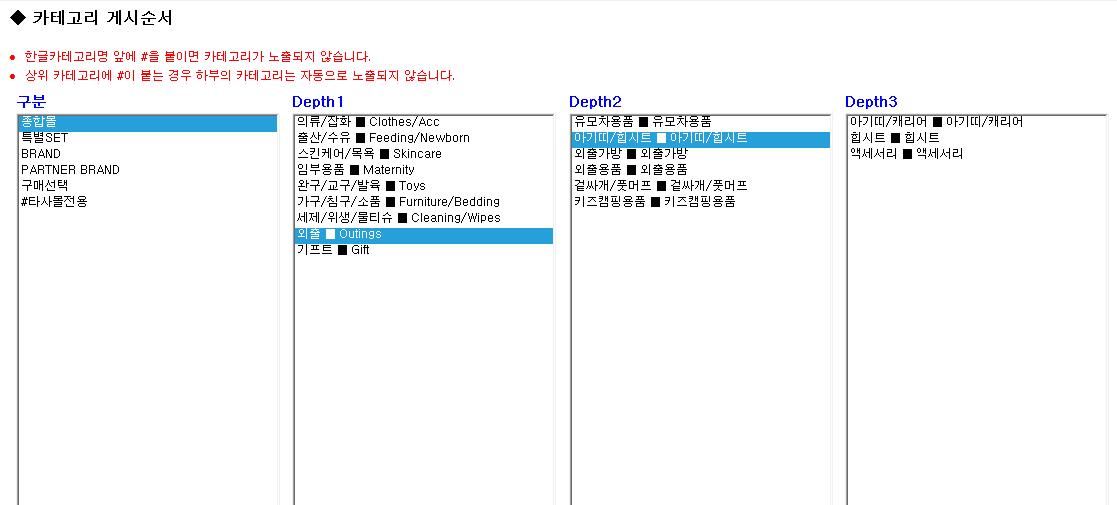 ◆ 카테고리 게시순서
● 한글카테고리명 앞에 #을 붙이면 카테고리가 노출되지 않습니다.
● 상위 카테고리에 #이 붙는 경우 하부의 카테고리는 자동으로 노출되지 않습니다.
구분
종합몰
특별SET
BRAND
PARTNER BRAND
구매선택
#타사몰전용
Depth1
의류/잡화 ■ Clothes/Acc
출산/수유 ■ Feeding/Newborn
스킨케어/목욕 ■ Skincare
임부용품 ■ Maternity
완구/교구/발육 ■ Toys
가구/침구/소품 ■ Furniture/Bedding
세제/위생/물티슈 ■ Cleaning/Wipes
외출 ■ Outings
기프트 ■ Gift
Depth2
유모차용품 ■ 유모차용품
아기띠/힙시트 ■ 아기띠/힙시트
외출가방 ■ 외출가방
외출용품 ■ 외출용품
겉싸개/풋머프 ■ 겉싸개/풋머프
키즈캠핑용품 ■ 키즈캠핑용품
Depth3
아기띠/캐리어 ■ 아기띠/캐리어
힙시트 ■ 힙시트
액세서리 ■ 액세서리